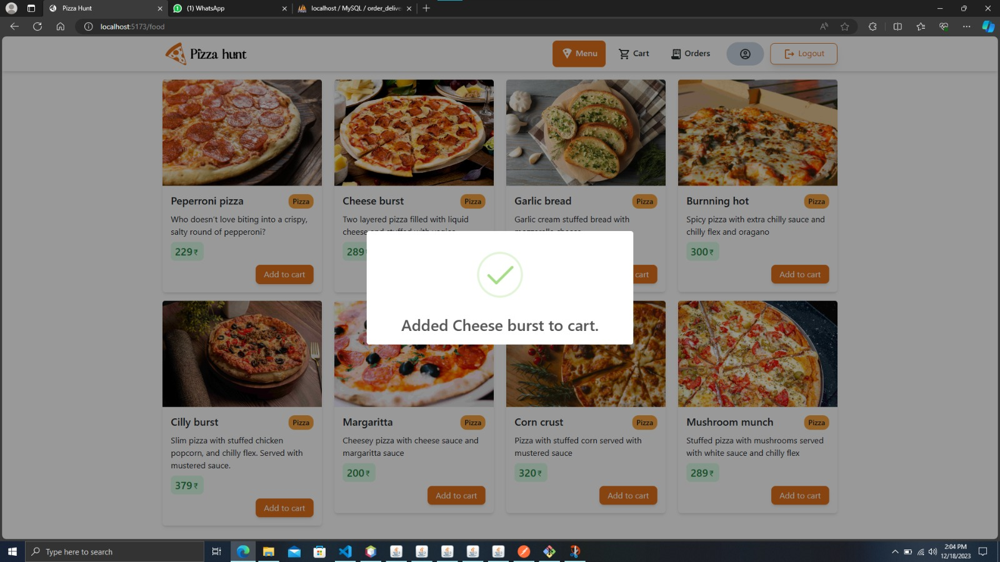 Pizza Hunt
(1) WhatsApp
localhost / MySQL / order_delive
localhost:5173/food
Pizza hunt
Menu
Cart
Orders
Logout
Peperroni pizza
Pizza
Who doesn't love biting into a crispy,
salty round of pepperoni?
229₹
Add to cart
Cheese burst
Pizza
Two layered pizza filled with liquid
cheese and stuffed with
289
Garlic bread
Pizza
Garlic cream stuffed bread with
cart
Burnning hot
Pizza
Spicy pizza with extra chilly sauce and
chilly flex and oragano
300₹
Add to cart
Added Cheese burst to cart.
Cilly burst
Pizza
Slim pizza with stuffed chicken
popcorn, and chilly flex. Served with
mustered sauce.
379₹
Add to cart
Margaritta
Pizza
Cheesey pizza with cheese sauce and
margaritta sauce
200₹
Add to cart
Corn crust
Pizza
Pizza with stuffed corn served with
mustered sauce
320₹
Add to cart
Mushroom munch
Pizza
Stuffed pizza with mushrooms served
with white sauce and chilly flex
289₹
Add to cart
Type here to search
2:04 PM
12/18/2023